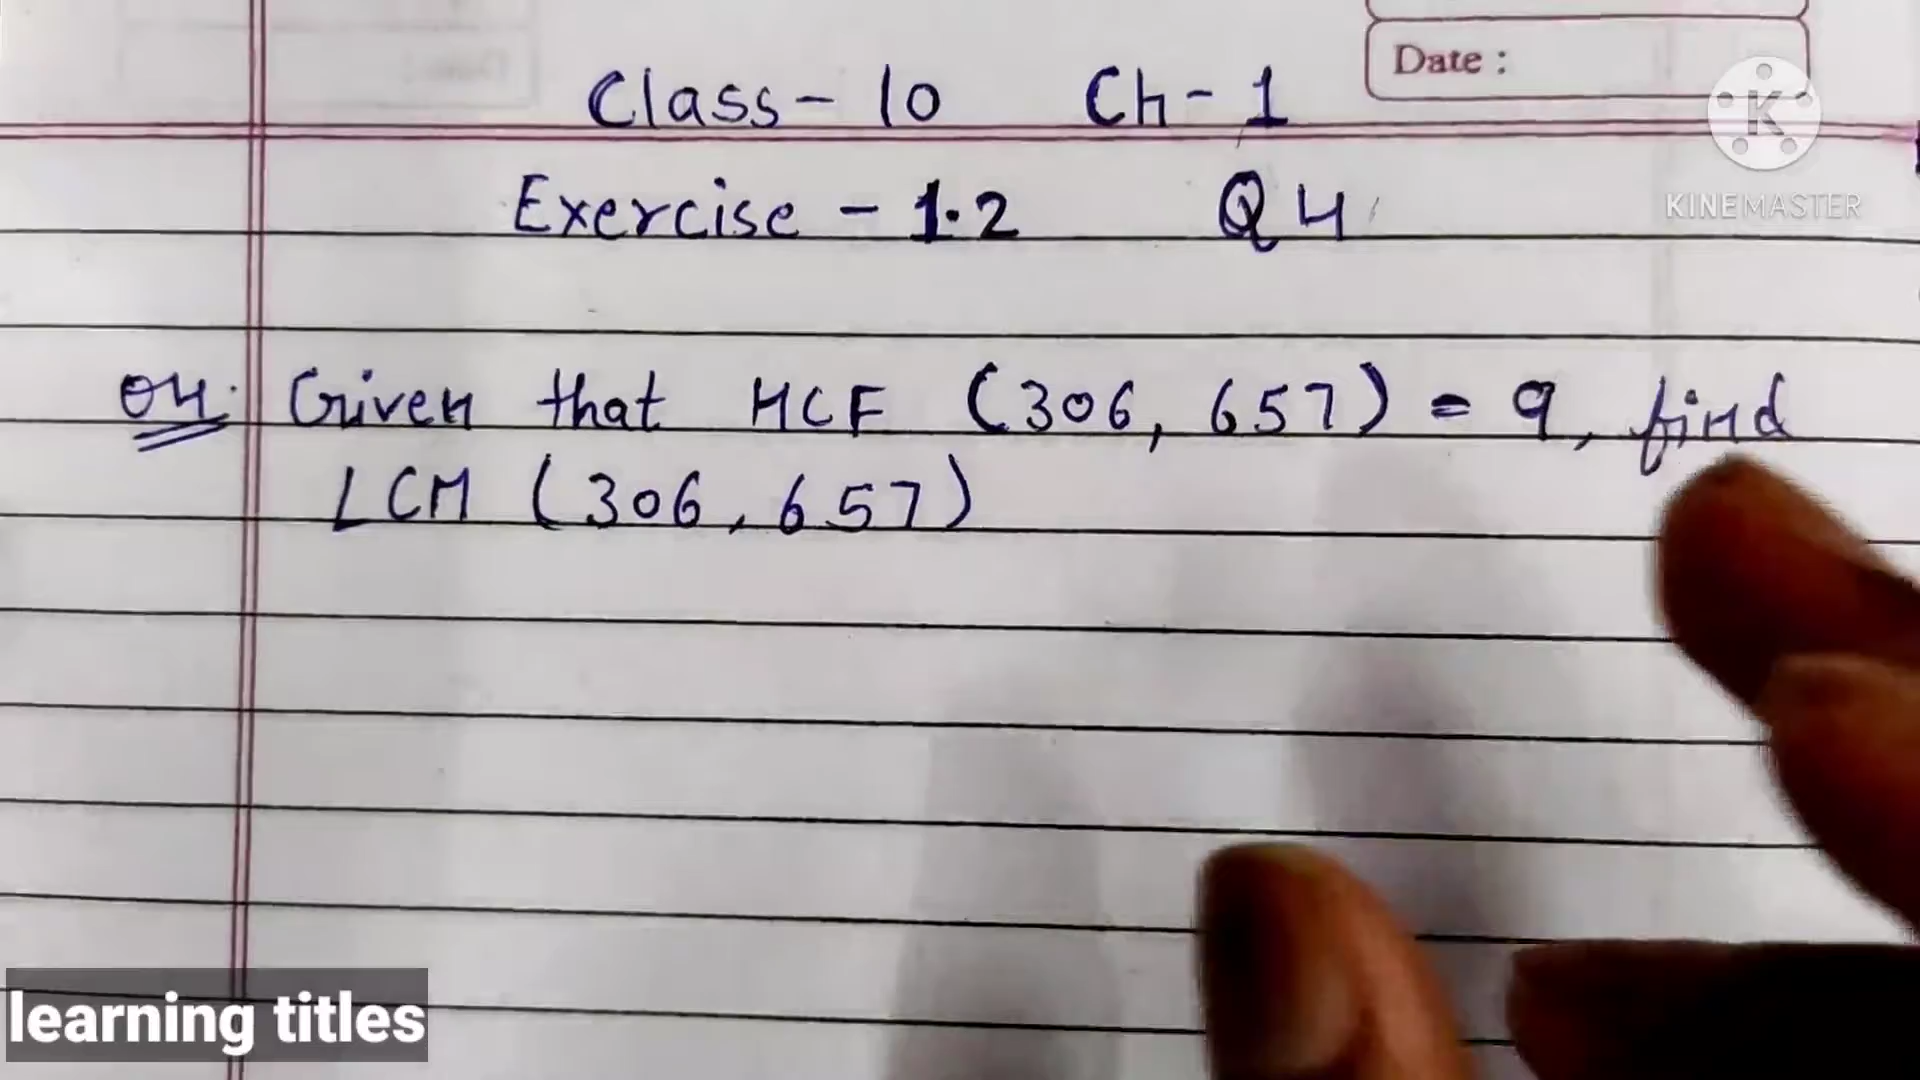 Date :
Class - 10 Ch - 1
KINEMASTER
Exercise - 1.2 Q4
Q4. Given that HCF (306, 657) = 9, find
LCM (306, 657)
learning titles